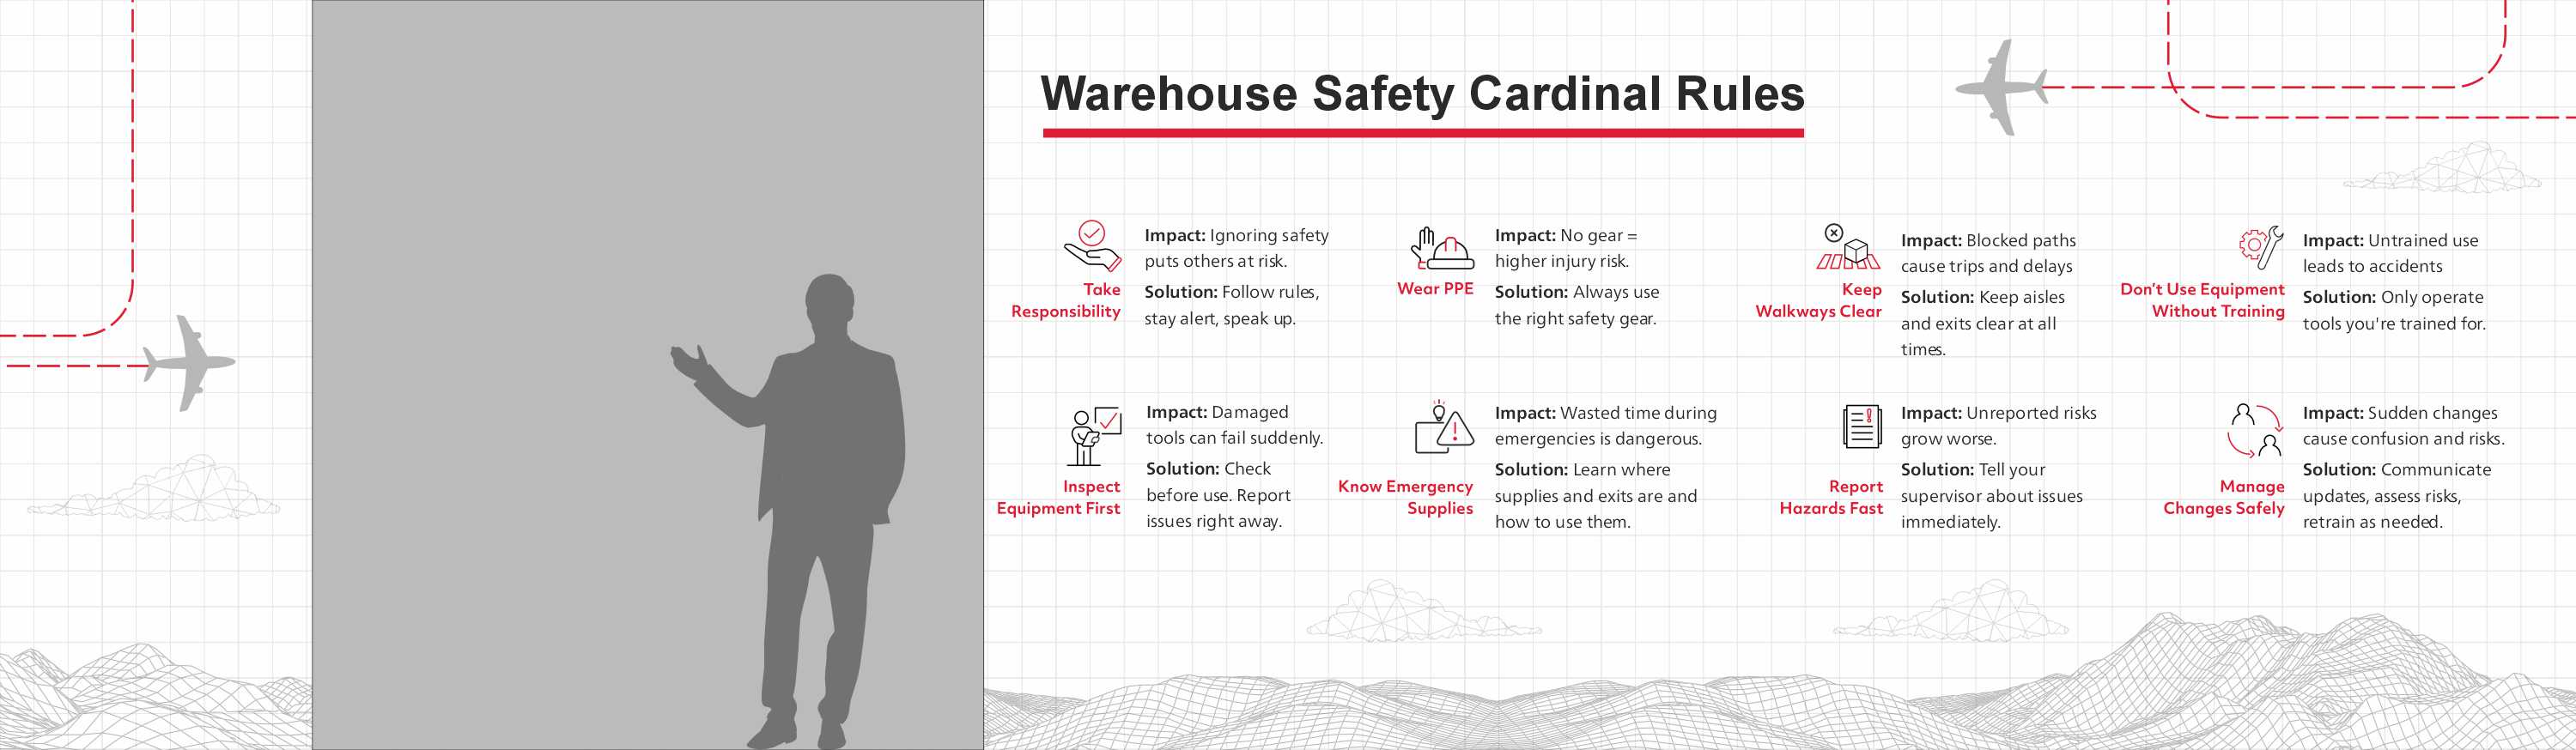 Warehouse Safety Cardinal Rules
Take
Responsibility
Impact: Ignoring safety
puts others at risk.
Solution: Follow rules,
stay alert, speak up.
Wear PPE
Impact: No gear =
higher injury risk.
Solution: Always use
the right safety gear.
Keep
Walkways Clear
Impact: Blocked paths
cause trips and delays
Solution: Keep aisles
and exits clear at all
times.
Don't Use Equipment
Without Training
Impact: Untrained use
leads to accidents
Solution: Only operate
tools you're trained for.
Inspect
Equipment First
Impact: Damaged
tools can fail suddenly.
Solution: Check
before use. Report
issues right away.
Know Emergency
Supplies
Impact: Wasted time during
emergencies is dangerous.
Solution: Learn where
supplies and exits are and
how to use them.
Report
Hazards Fast
Impact: Unreported risks
grow worse.
Solution: Tell your
supervisor about issues
immediately.
Manage
Changes Safely
Impact: Sudden changes
cause confusion and risks.
Solution: Communicate
updates, assess risks,
retrain as needed.